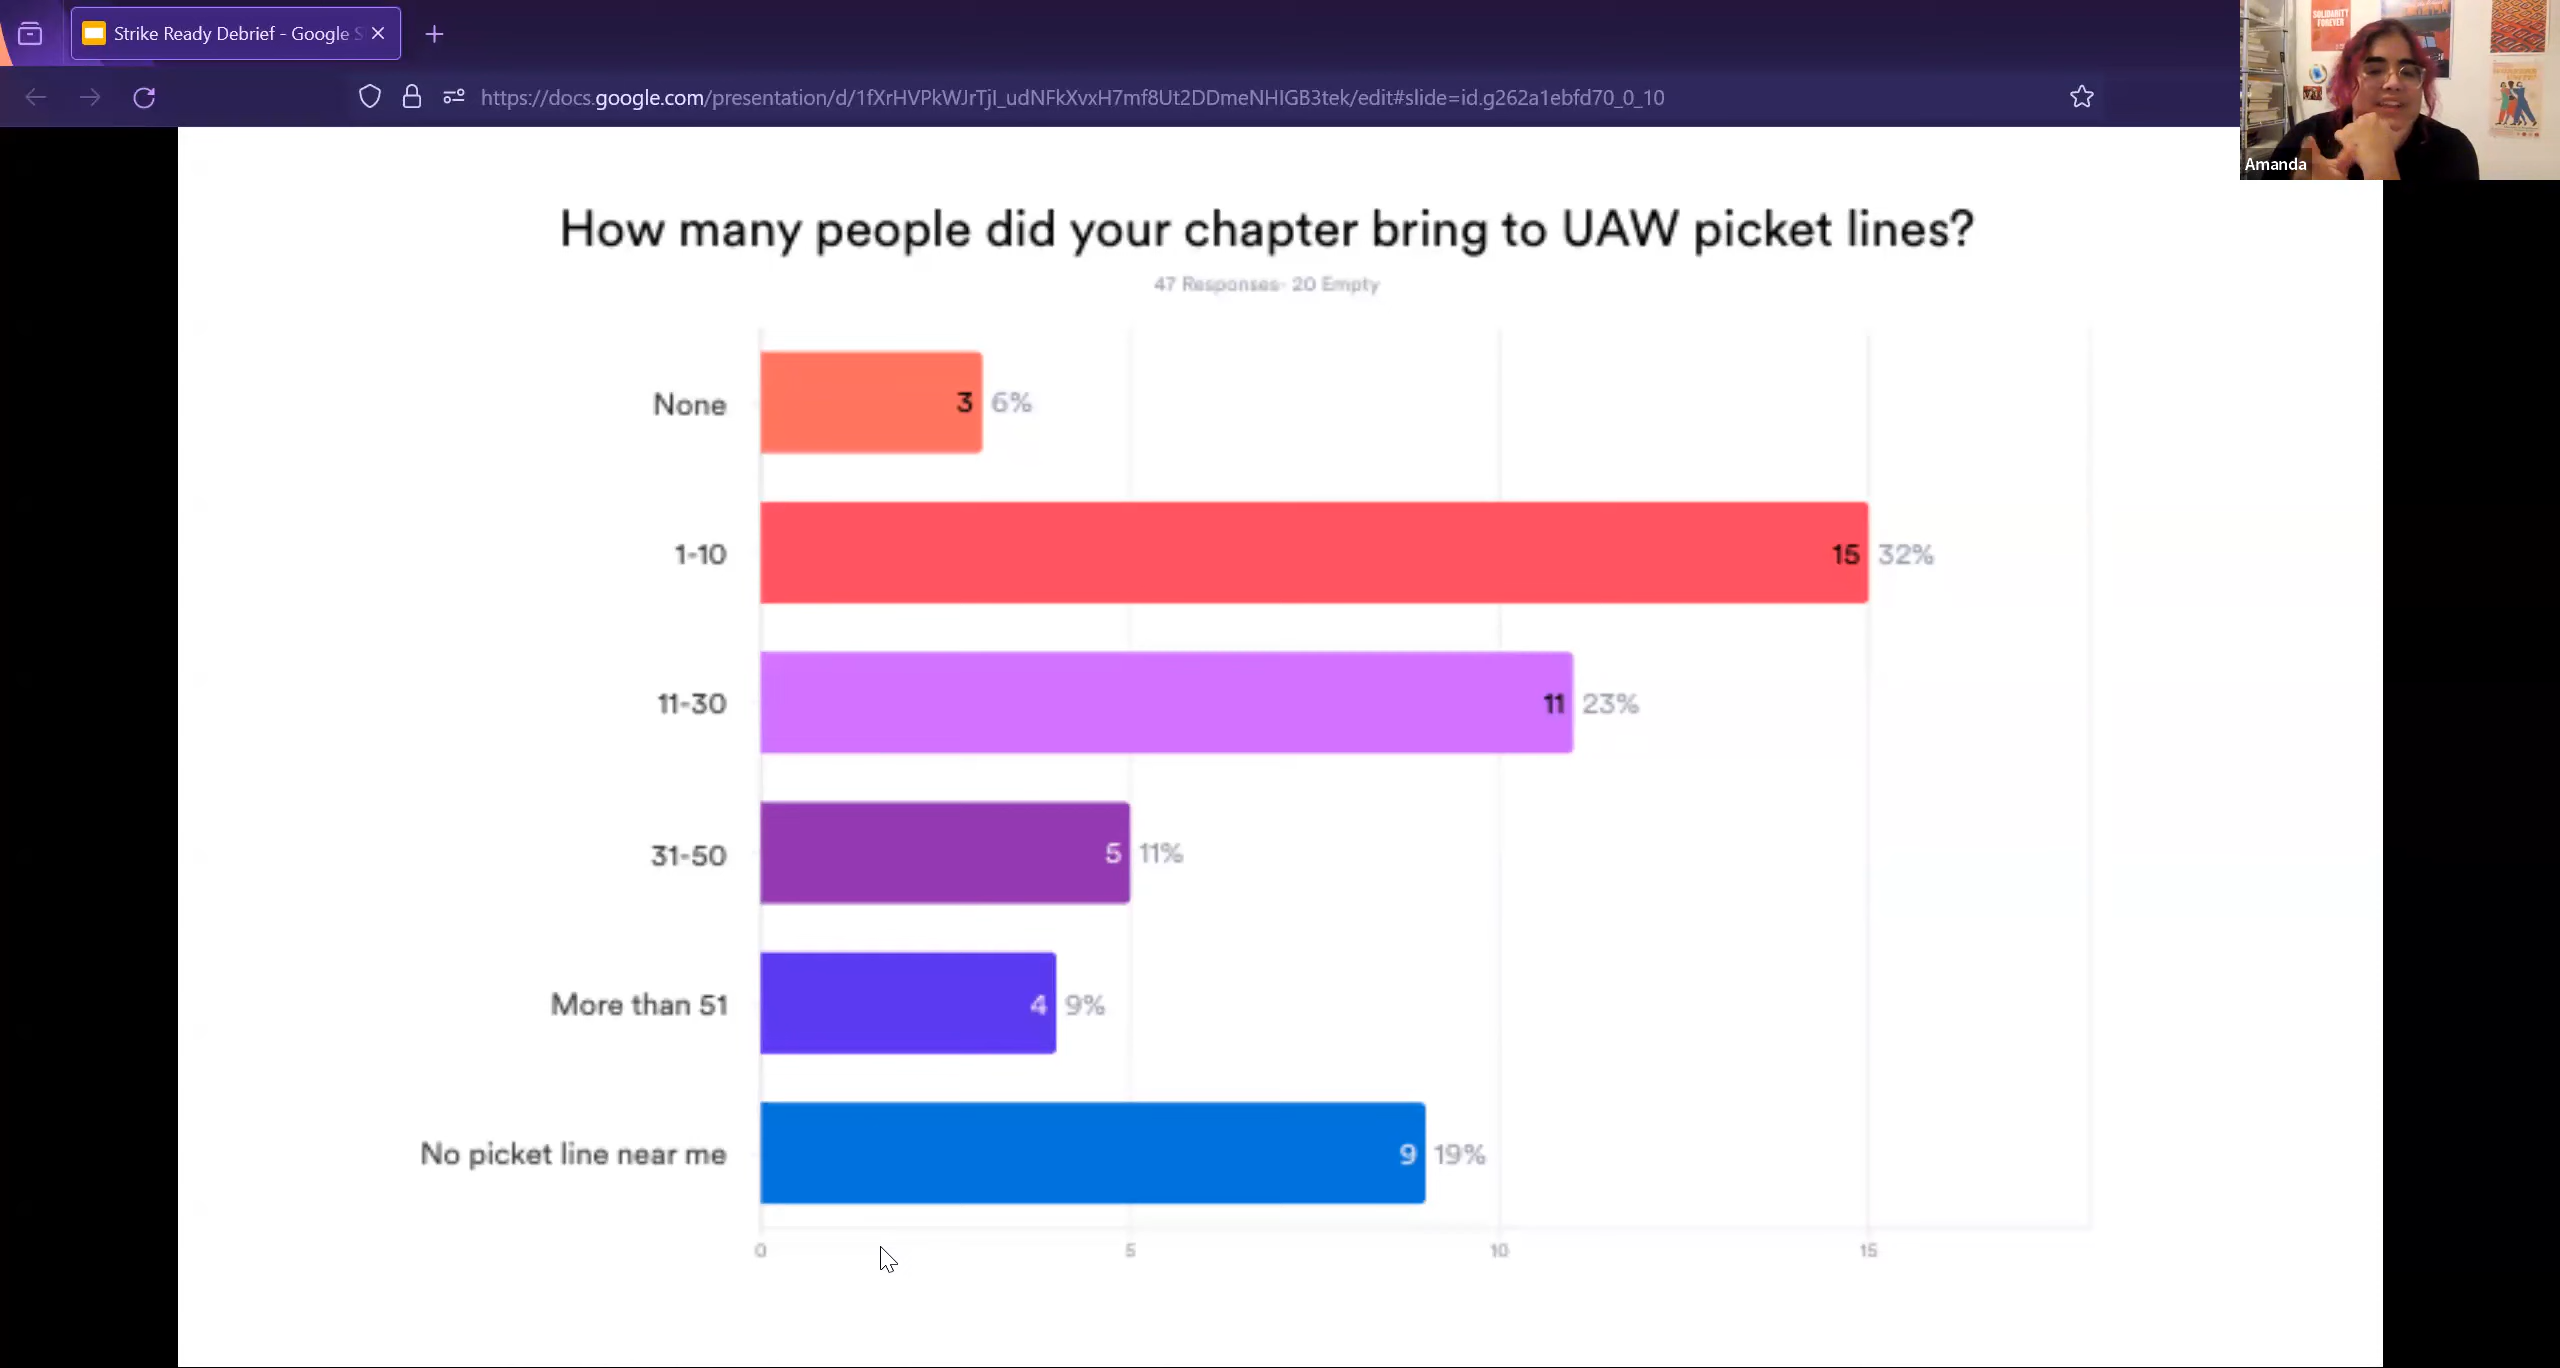 Strike Ready Debrief - Google S
https://docs.google.com/presentation/d/1fXrHVPkWJrTjI_udNFkXvxH7mf8Ut2DDmeNHIGB3tek/edit#slide=id.g262a1ebfd70_0_10
SOLIDARITY
FOREVER
Amanda
How many people did your chapter bring to UAW picket lines?
47 Responses- 20 Empty
None 3 6%
1-10 15 32%
11-30 11 23%
31-50 5 11%
More than 51 4 9%
No picket line near me 9 19%
0 5 10 15